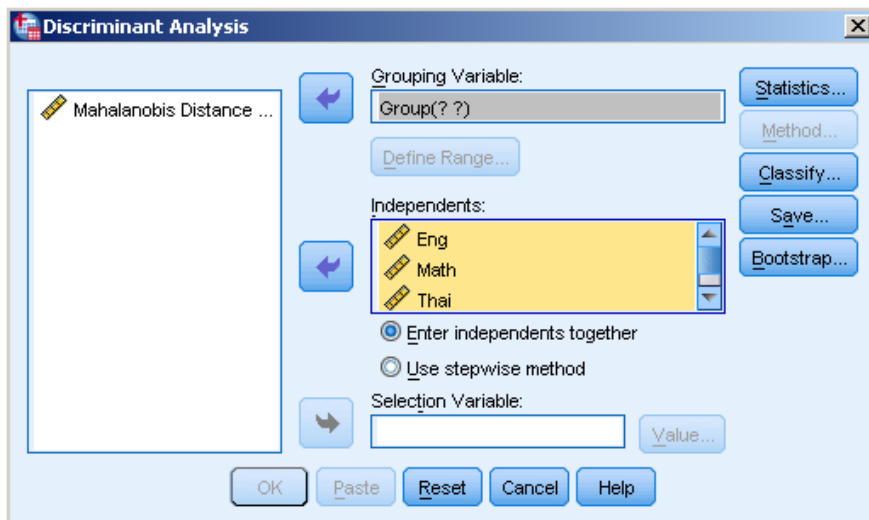 Discriminant Analysis
Mahalanobis Distance ...
Grouping Variable:
Group(? ?)
Define Range...
Independents:
Eng
Math
Thai
Enter independents together
Use stepwise method
Selection Variable:
Value...
Statistics...
Method...
Classify...
Save...
Bootstrap...
OK
Paste
Reset
Cancel
Help